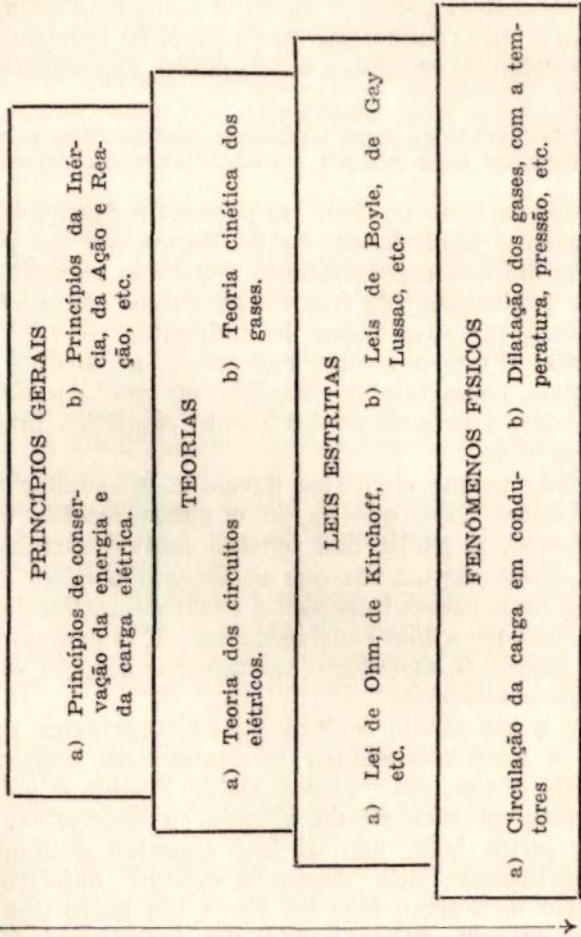 PRINCÍPIOS GERAIS
a) Princípios de conser-
vação da energia e
da carga elétrica.
b) Princípios da Inér-
cia, da Ação e Rea-
ção, etc.
TEORIAS
a) Teoria dos circuitos
elétricos.
b) Teoria cinética dos
gases.
LEIS ESTRITAS
a) Lei de Ohm, de Kirchoff,
etc.
b) Leis de Boyle, de Gay
Lussac, etc.
FENÔMENOS FÍSICOS
a) Circulação da carga em condu-
tores
b) Dilatação dos gases, com a tem-
peratura, pressão, etc.